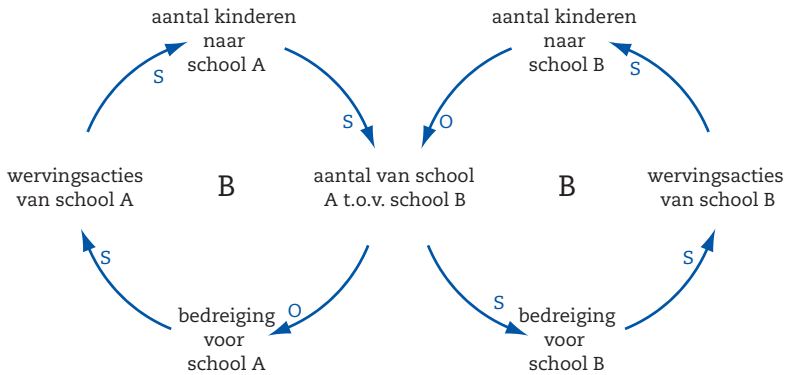 aantal kinderen
naar
school A
aantal kinderen
naar
school B
S
S
S
O
wervingsacties
van school A
B
aantal van school
A t.o.v. school B
B
wervingsacties
van school B
S
O
S
S
bedreiging
voor
school A
bedreiging
voor
school B